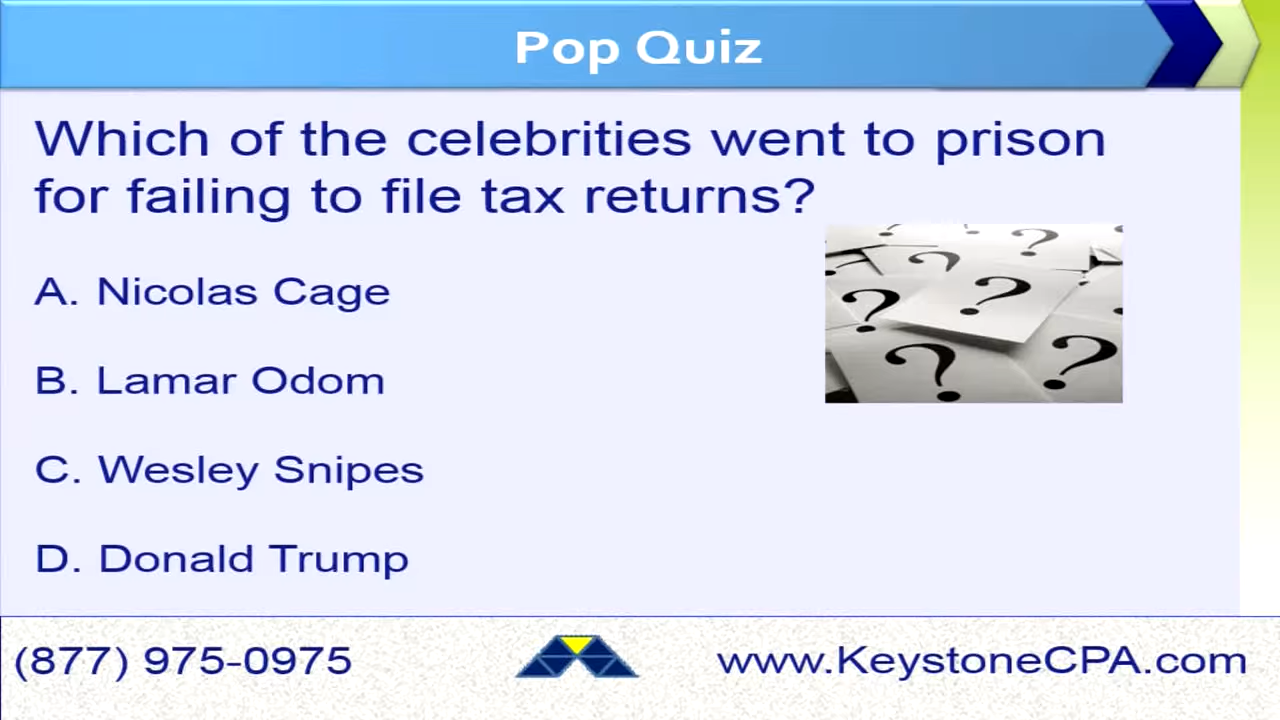 Pop Quiz
Which of the celebrities went to prison
for failing to file tax returns?
A. Nicolas Cage
B. Lamar Odom
C. Wesley Snipes
D. Donald Trump
(877) 975-0975
www.KeystoneCPA.com